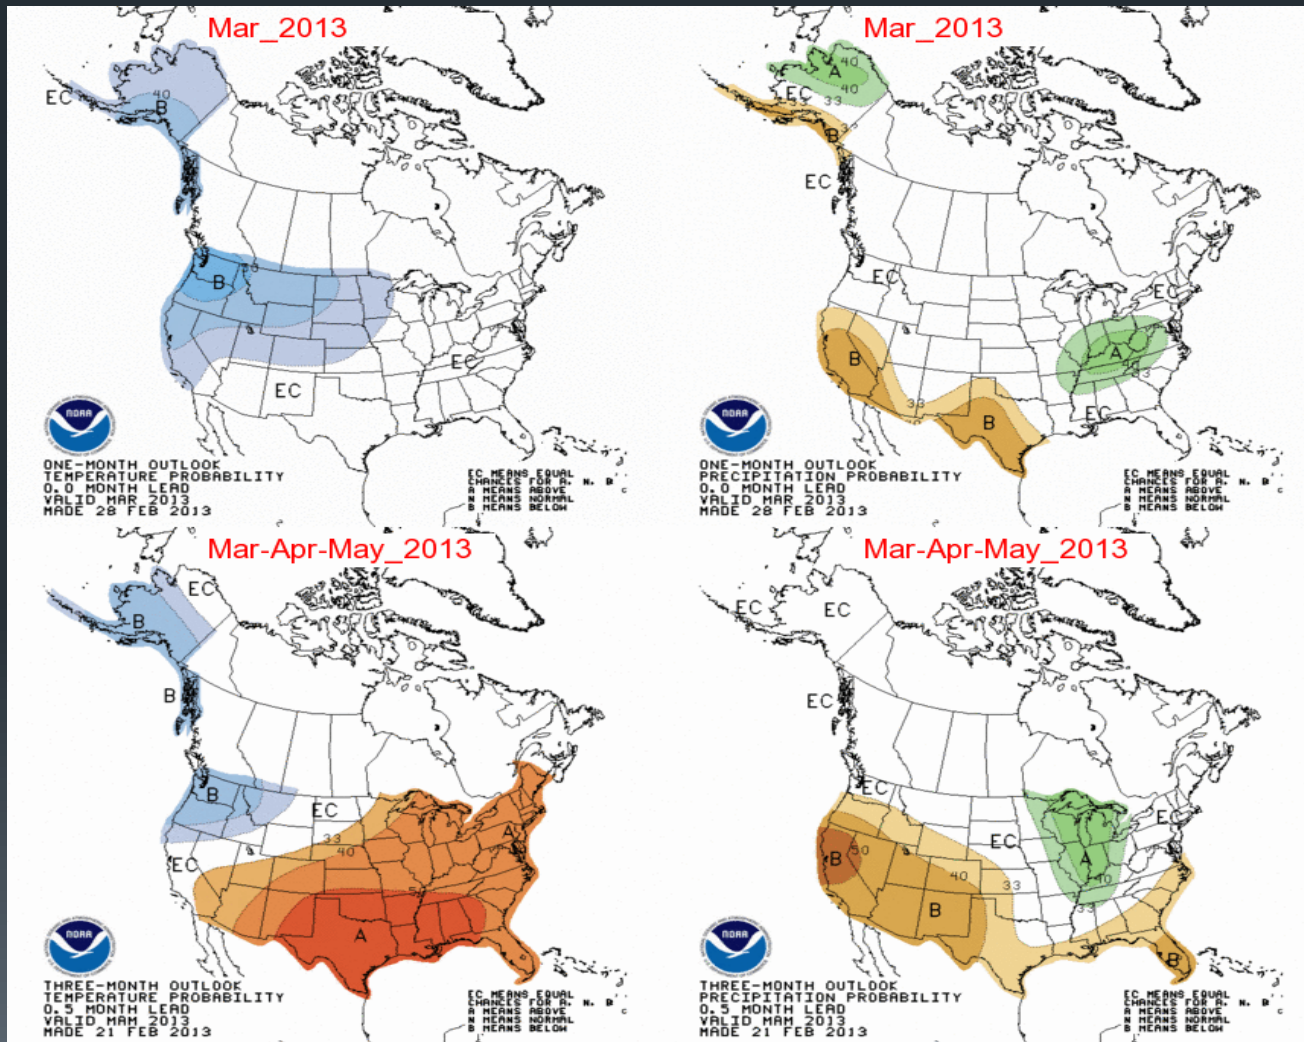 Mar_2013
EC
40
B
50
B
EC
EC
NOAA
ONE-MONTH OUTLOOK
TEMPERATURE PROBABILITY
0.0 MONTH LEAD
VALID MAR 2013
MADE 28 FEB 2013
EC MEANS EQUAL
CHANCES FOR A, N, B
A MEANS ABOVE
N MEANS NORMAL
B MEANS BELOW
Mar_2013
40
A
40
EC
33
33
B
EC
EC
EC
B
A
40
33
33
B
EC
NOAA
ONE-MONTH OUTLOOK
PRECIPITATION PROBABILITY
0.0 MONTH LEAD
VALID MAR 2013
MADE 28 FEB 2013
EC MEANS EQUAL
CHANCES FOR A, N, B
A MEANS ABOVE
N MEANS NORMAL
B MEANS BELOW
Mar-Apr-May_2013
EC
B
B
B
EC
A
33
40
EC
50
A
NOAA
THREE-MONTH OUTLOOK
TEMPERATURE PROBABILITY
0.5 MONTH LEAD
VALID MAM 2013
MADE 21 FEB 2013
EC MEANS EQUAL
CHANCES FOR A, N, B
A MEANS ABOVE
N MEANS NORMAL
B MEANS BELOW
Mar-Apr-May_2013
EC
EC
EC
EC
EC
EC
B
50
A
40
33
40
33
B
B
NOAA
THREE-MONTH OUTLOOK
PRECIPITATION PROBABILITY
0.5 MONTH LEAD
VALID MAM 2013
MADE 21 FEB 2013
EC MEANS EQUAL
CHANCES FOR A, N, B
A MEANS ABOVE
N MEANS NORMAL
B MEANS BELOW